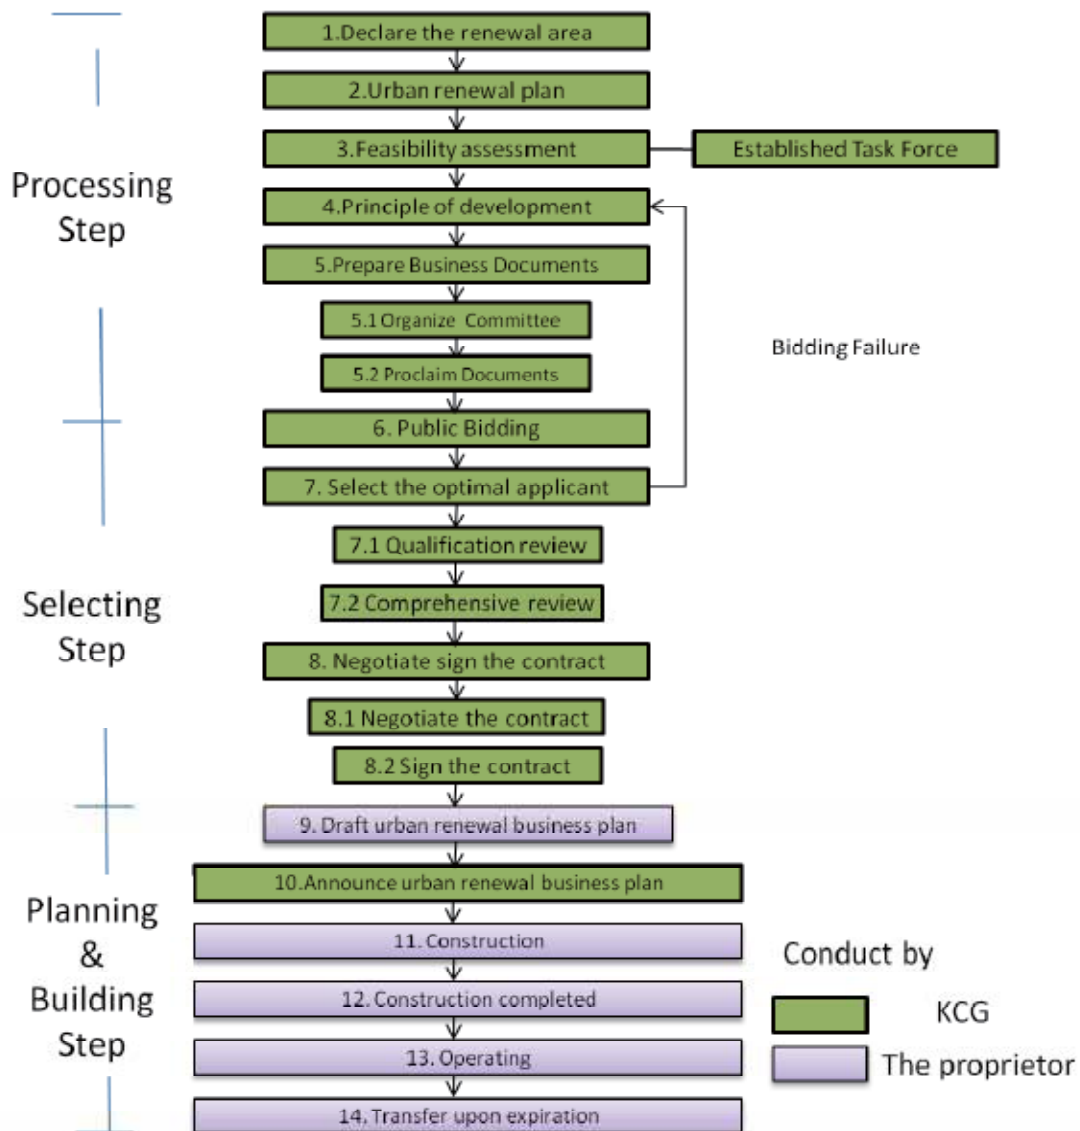 1.Declare the renewal area
2.Urban renewal plan
3.Feasibility assessment
Established Task Force
Processing
Step
4.Principle of development
5.Prepare Business Documents
5.1 Organize Committee
Bidding Failure
5.2 Proclaim Documents
6. Public Bidding
7. Select the optimal applicant
7.1 Qualification review
Selecting
Step
7.2 Comprehensive review
8. Negotiate sign the contract
8.1 Negotiate the contract
8.2 Sign the contract
9. Draft urban renewal business plan
10.Announce urban renewal business plan
Planning
&
Building
Step
11. Construction
12. Construction completed
13. Operating
14. Transfer upon expiration
Conduct by
KCG
The proprietor